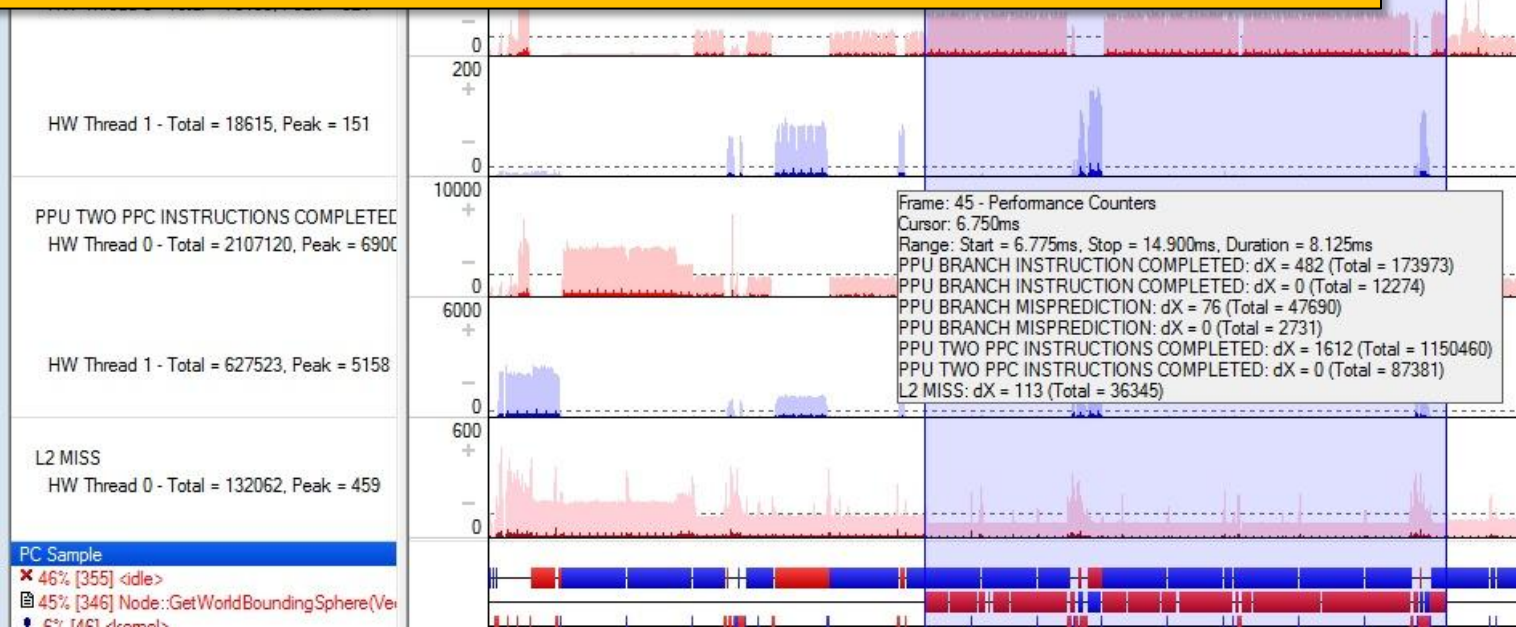 200
HW Thread 1 - Total = 18615, Peak = 151
0
0
10000
PPU TWO PPC INSTRUCTIONS COMPLETED
HW Thread 0 - Total = 2107120, Peak = 6900
0
6000
HW Thread 1 - Total = 627523, Peak = 5158
0
600
L2 MISS
HW Thread 0 - Total = 132062, Peak = 459
0
Frame: 45 - Performance Counters
Cursor: 6.750ms
Range: Start = 6.775ms, Stop = 14.900ms, Duration = 8.125ms
PPU BRANCH INSTRUCTION COMPLETED: dX = 482 (Total = 173973)
PPU BRANCH INSTRUCTION COMPLETED: dX = 0 (Total = 12274)
PPU BRANCH MISPREDICTION: dX = 76 (Total = 47690)
PPU BRANCH MISPREDICTION: dX = 0 (Total = 2731)
PPU TWO PPC INSTRUCTIONS COMPLETED: dX = 1612 (Total = 1150460)
PPU TWO PPC INSTRUCTIONS COMPLETED: dX = 0 (Total = 87381)
L2 MISS: dX = 113 (Total = 36345)
PC Sample
46% [355] <idle>
45% [346] Node::GetWorldBoundingSphere(Ve
6% [46] <kernel>